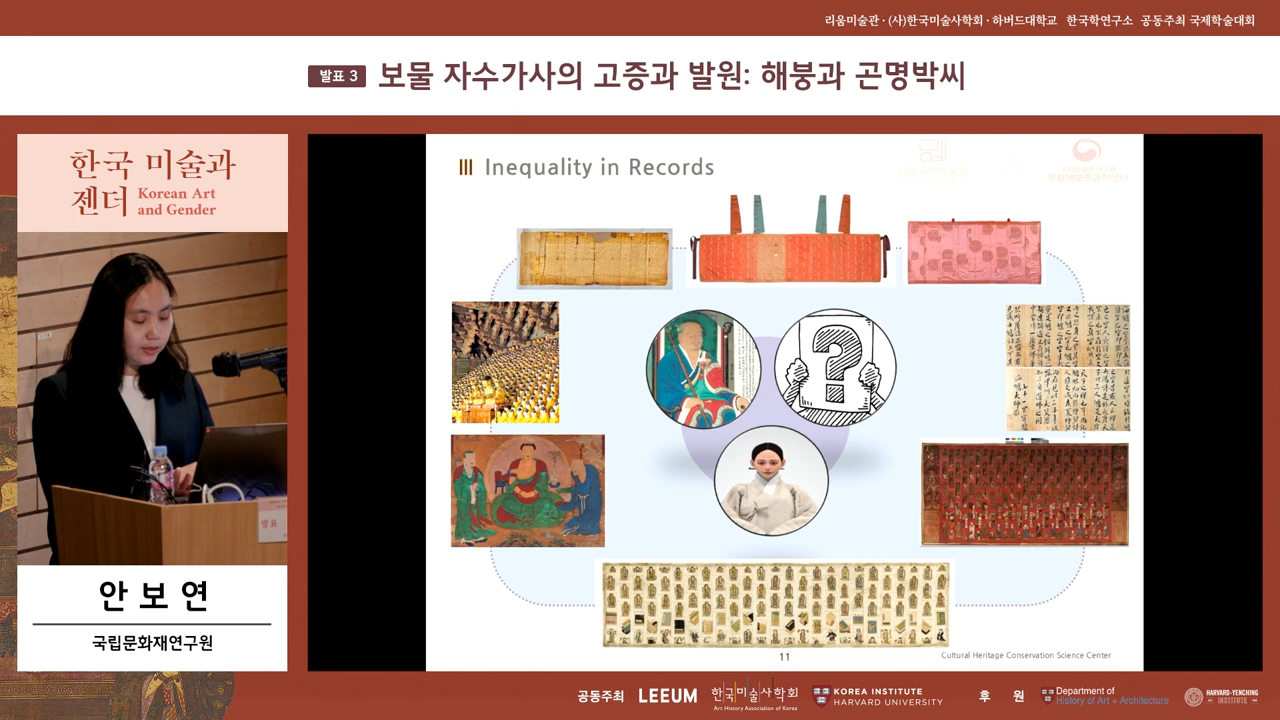 리움미술관 · (사)한국미술사학회 · 하버드대학교 한국학연구소 공동주최 국제학술대회
발표 3 보물 자수가사의 고증과 발원: 해붕과 곤명박씨
한국 미술과
젠더 Korean Art
and Gender
III Inequality in Records
?
발표
안 보 연
국립문화재연구원
11
Cultural Heritage Conservation Science Center
공동주최 LEEUM 한국미술사학회 Art History Association of Korea KOREA INSTITUTE HARVARD UNIVERSITY 후 원 Department of History of Art + Architecture HARVARD-YENCHING INSTITUTE